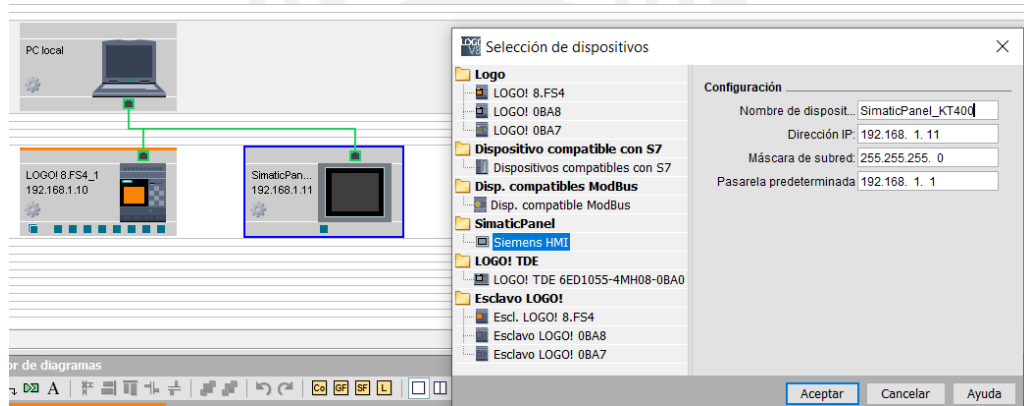 PC local
LOGO! 8.FS4_1
192.168.1.10
SimaticPan...
192.168.1.11
Selección de dispositivos
Logo
LOGO! 8.FS4
LOGO! 0BA8
LOGO! 0BA7
Dispositivo compatible con S7
Dispositivos compatibles con S7
Disp. compatibles ModBus
Disp. compatible ModBus
SimaticPanel
Siemens HMI
LOGO! TDE
LOGO! TDE 6ED1055-4MH08-0BA0
Esclavo LOGO!
Escl. LOGO! 8.FS4
Esclavo LOGO! 0BA8
Esclavo LOGO! 0BA7
Configuración
Nombre de disposit... SimaticPanel_KT400
Dirección IP: 192.168. 1. 11
Máscara de subred: 255.255.255. 0
Pasarela predeterminada 192.168. 1. 1
or de diagramas
A Co GF SF L
Aceptar Cancelar Ayuda